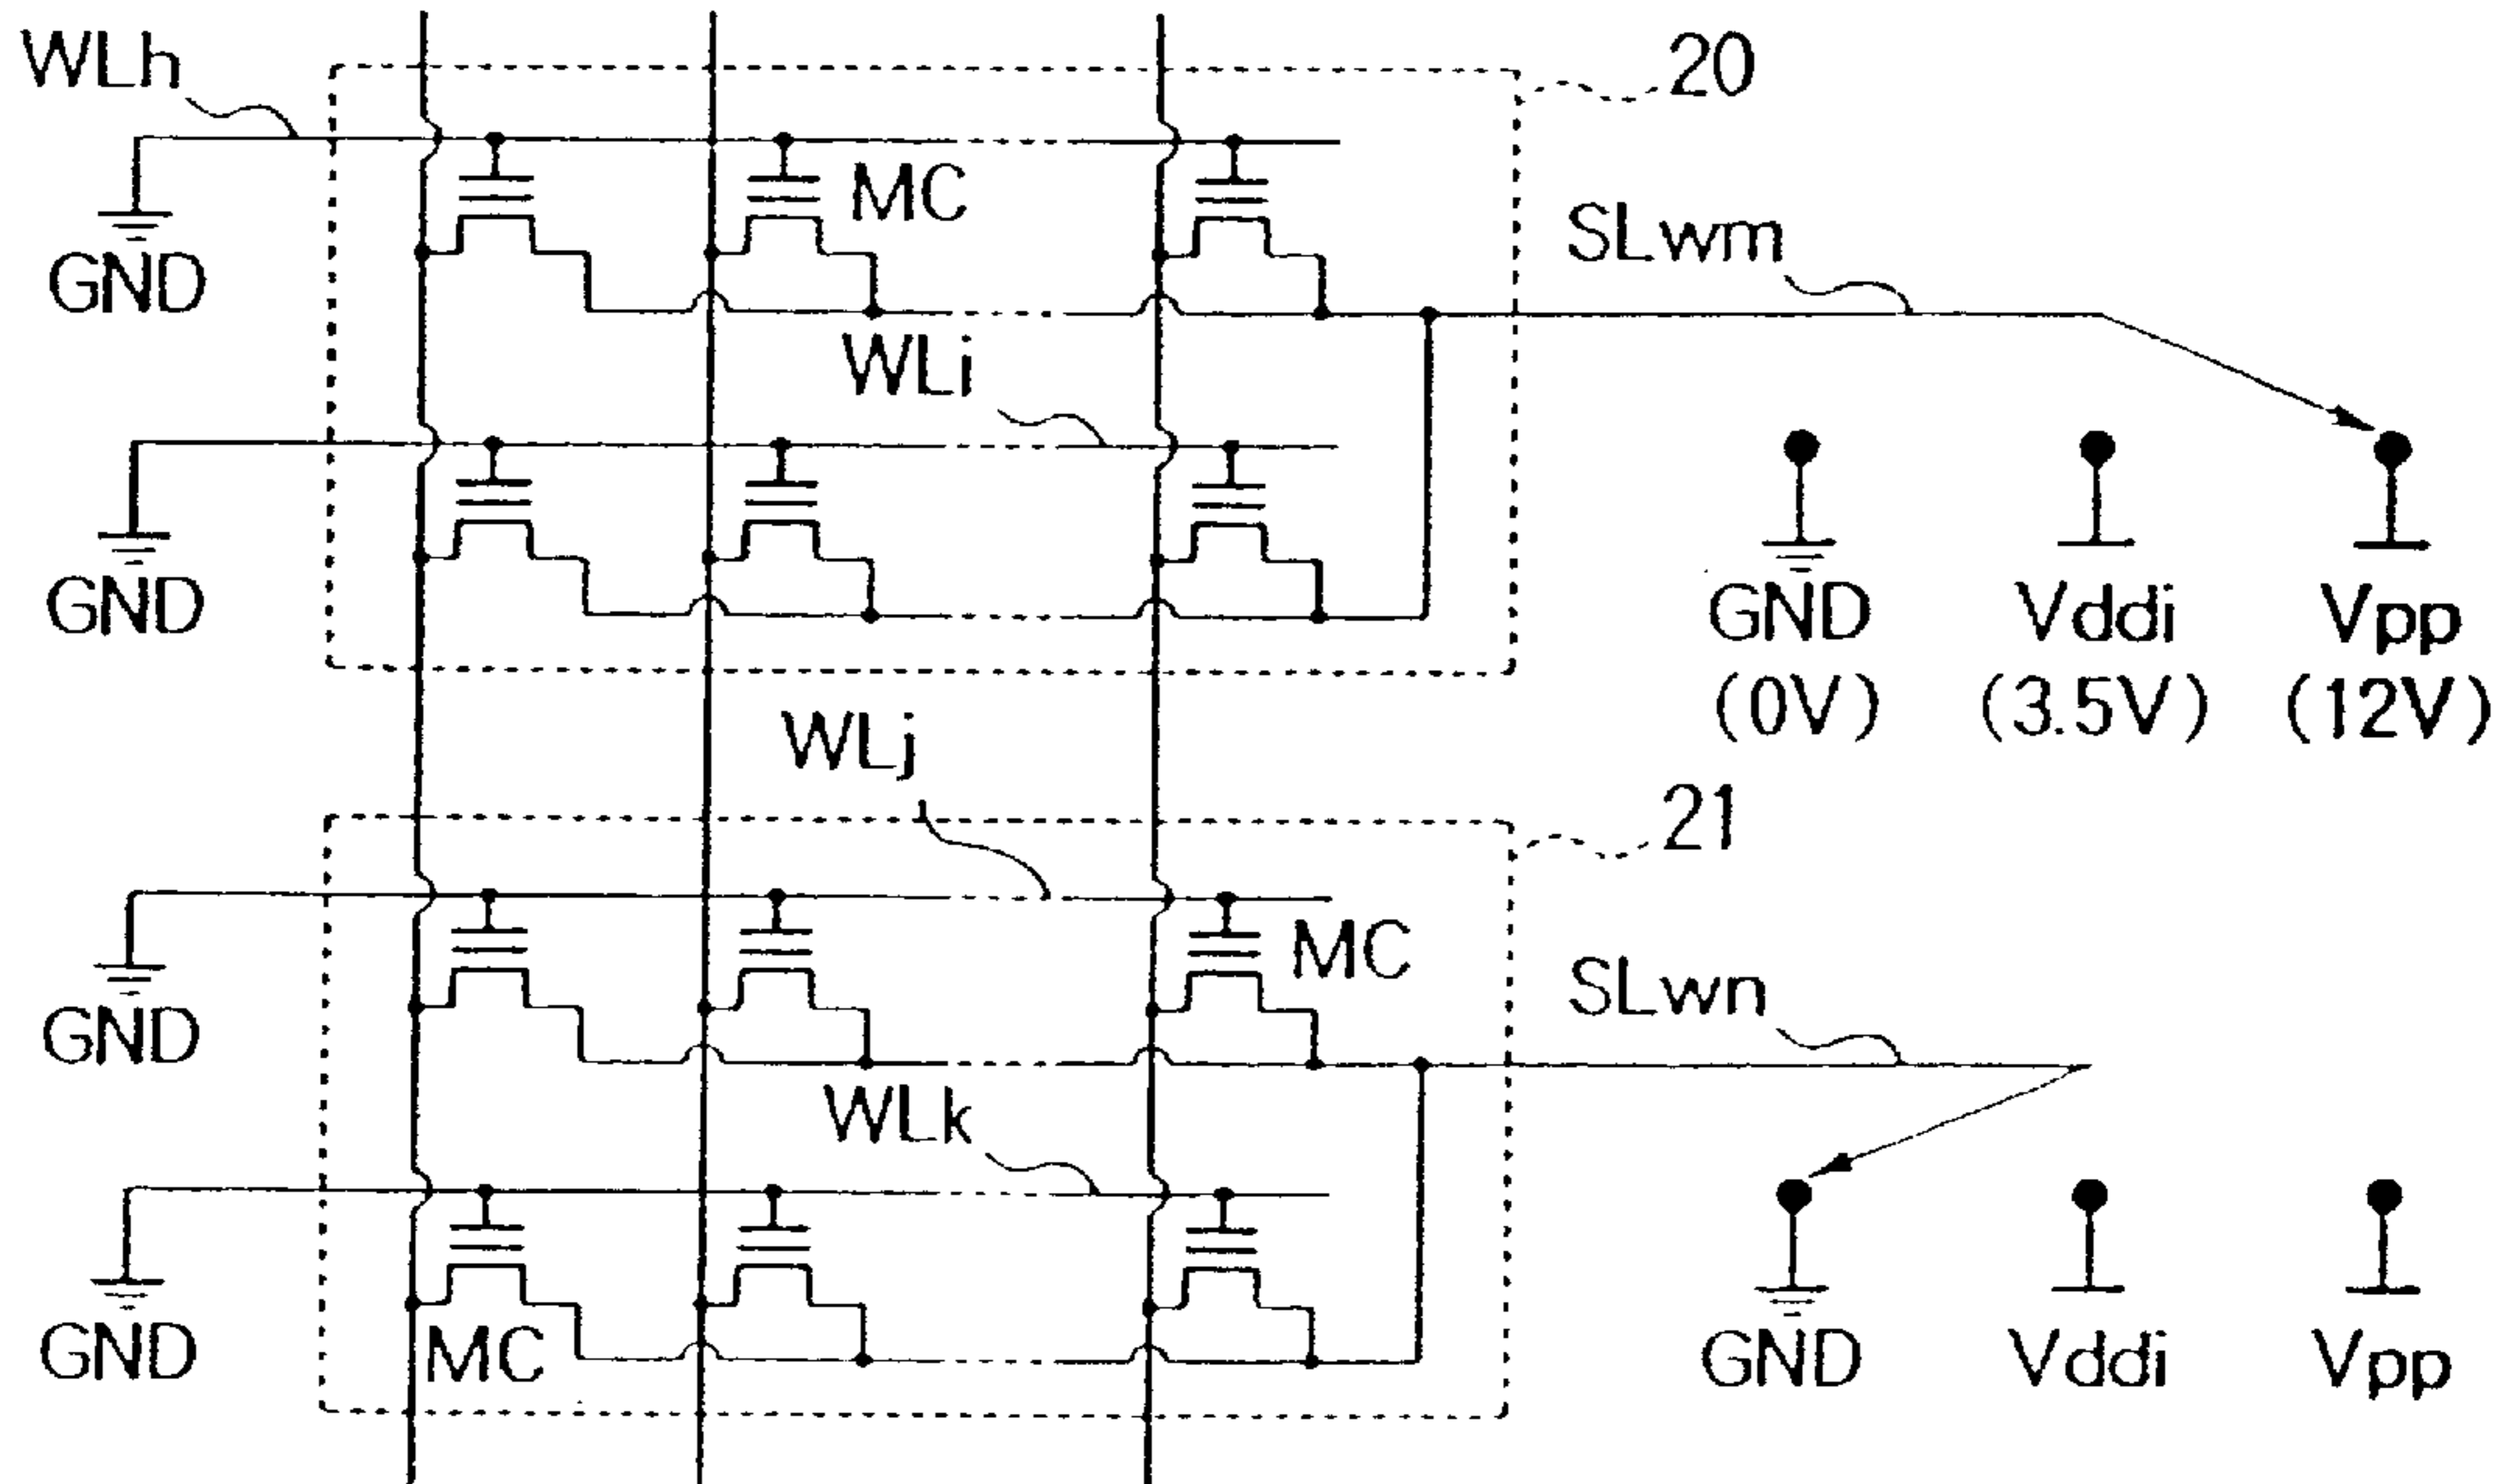 WLh
20
MC
SLwm
GND
WLi
GND
GND Vddi Vpp
(0V) (3.5V) (12V)
WLj
21
MC
SLwn
GND
WLk
GND
MC
GND Vddi Vpp